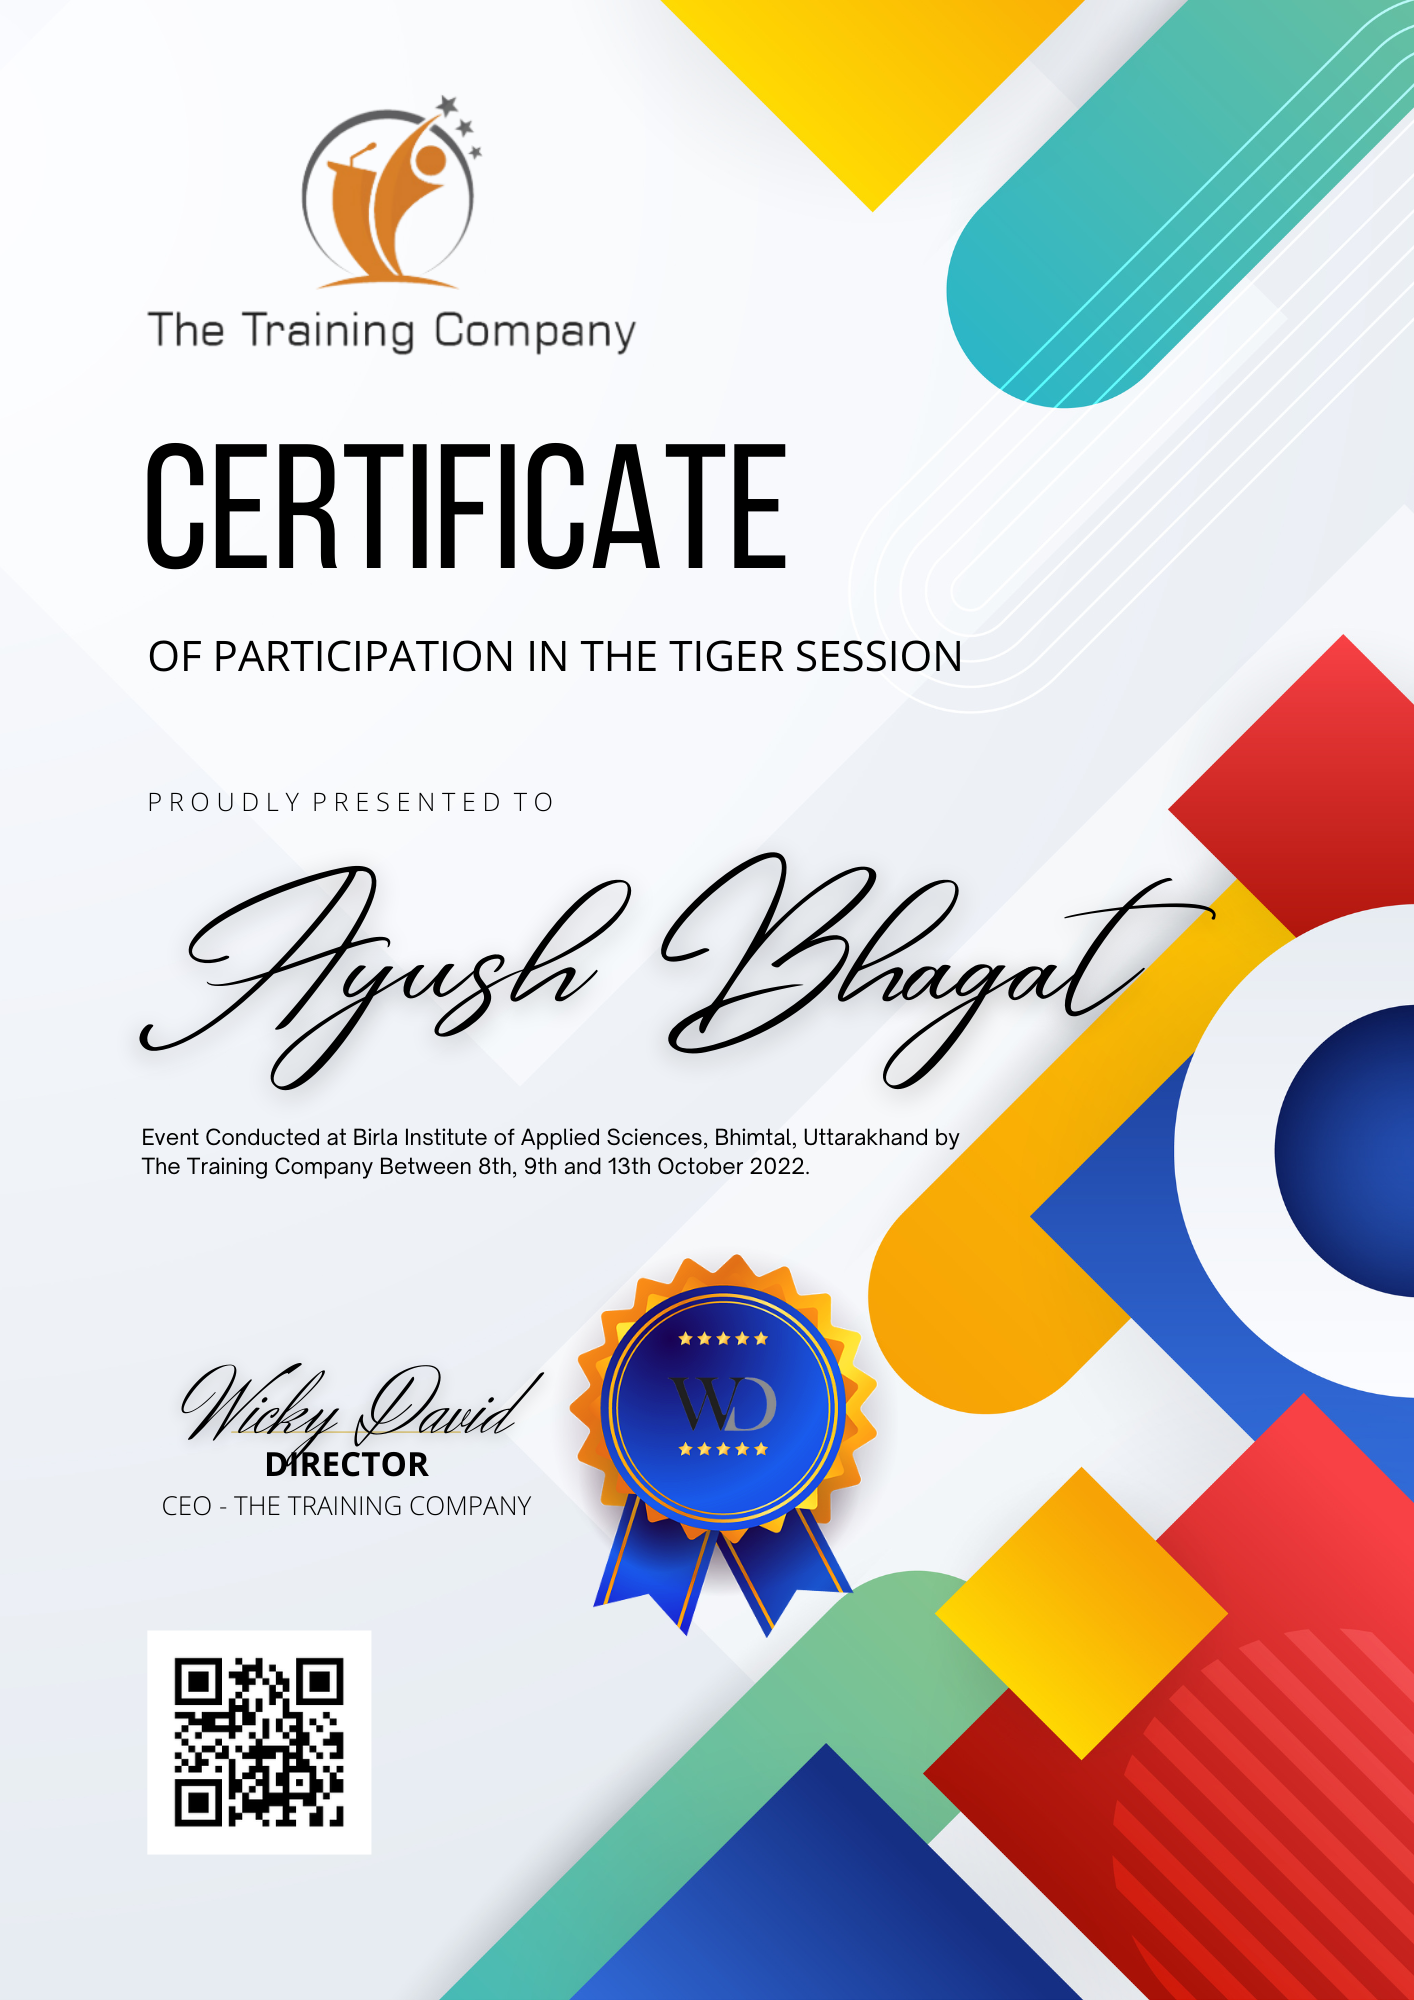 The Training Company
CERTIFICATE
OF PARTICIPATION IN THE TIGER SESSION
PROUDLY PRESENTED TO
Ayush Bhagat
Event Conducted at Birla Institute of Applied Sciences, Bhimtal, Uttarakhand by
The Training Company Between 8th, 9th and 13th October 2022.
Wicky David
DIRECTOR
CEO - THE TRAINING COMPANY
WD